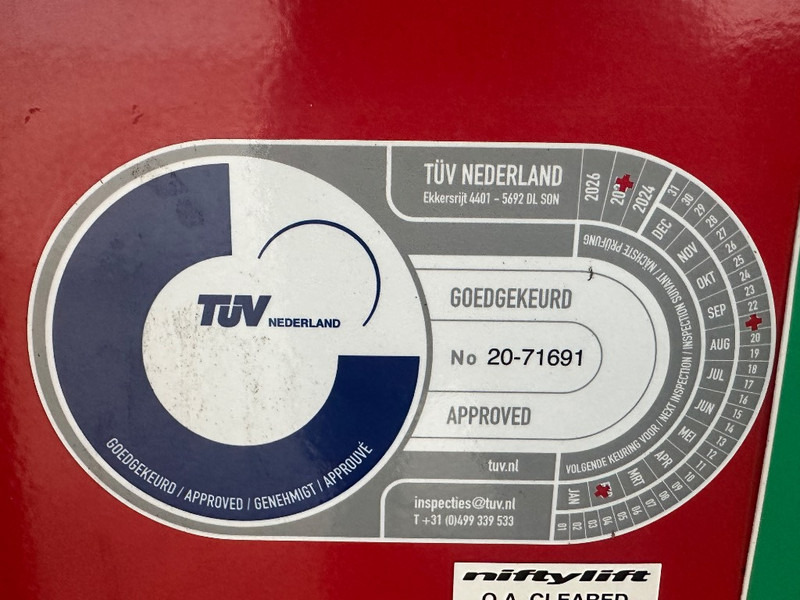 TÜV NEDERLAND
Ekkersrijt 4401 - 5692 DL SON
2026
2024
TÜV NEDERLAND
GOEDGEKEURD
No 20-71691
APPROVED
GOEDGEKEURD / APPROVED / GENEHMIGT / APPROUVÉ
tuv.nl
inspecties@tuv.nl
T +31 (0)499 339 533
VOLGENDE KEURING VOOR / NEXT INSPECTION / INSPECTION SUIVANT / NÄCHSTE PRÜFUNG
JAN
MRT
APR
MEI
JUN
JUL
AUG
SEP
OKT
NOV
DEC
01
02
03
04
05
06
07
08
09
10
11
12
13
14
15
16
17
18
19
20
22
23
24
25
26
27
28
29
30
31
niftylift
Q.A. CLEARED